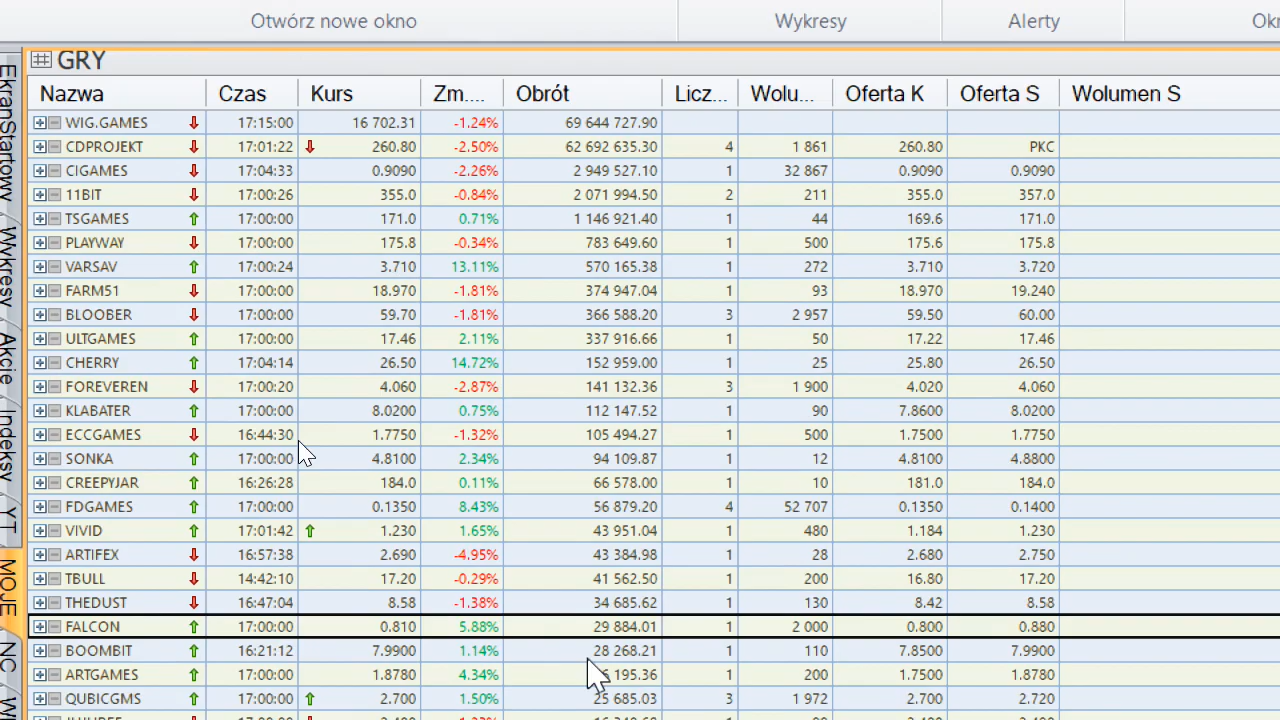 Otwórz nowe okno Wykresy Alerty
GRY
Nazwa Czas Kurs Zm.... Obrót Licz... Wolu... Oferta K Oferta S Wolumen S
WIG.GAMES 17:15:00 16 702.31 -1.24% 69 644 727.90
CDPROJEKT 17:01:22 260.80 -2.50% 62 692 635.30 4 1 861 260.80 PKC
CIGAMES 17:04:33 0.9090 -2.26% 2 949 527.10 1 32 867 0.9090 0.9090
11BIT 17:00:26 355.0 -0.84% 2 071 994.50 2 211 355.0 357.0
TSGAMES 17:00:00 171.0 0.71% 1 146 921.40 1 44 169.6 171.0
PLAYWAY 17:00:00 175.8 -0.34% 783 649.60 1 500 175.6 175.8
VARSAV 17:00:24 3.710 13.11% 570 165.38 1 272 3.710 3.720
FARM51 17:00:00 18.970 -1.81% 374 947.04 1 93 18.970 19.240
BLOOBER 17:00:00 59.70 -1.81% 366 588.20 3 2 957 59.50 60.00
ULTGAMES 17:00:00 17.46 2.11% 337 916.66 1 50 17.22 17.46
CHERRY 17:04:14 26.50 14.72% 152 959.00 1 25 25.80 26.50
FOREVEREN 17:00:20 4.060 -2.87% 141 132.36 3 1 900 4.020 4.060
KLABATER 17:00:00 8.0200 0.75% 112 147.52 1 90 7.8600 8.0200
ECCGAMES 16:44:30 1.7750 -1.32% 105 494.27 1 500 1.7500 1.7750
SONKA 17:00:00 4.8100 2.34% 94 109.87 1 12 4.8100 4.8800
CREEPYJAR 16:26:28 184.0 0.11% 66 578.00 1 10 181.0 184.0
FDGAMES 17:00:00 0.1350 8.43% 56 879.20 4 52 707 0.1350 0.1400
VIVID 17:01:42 1.230 1.65% 43 951.04 1 480 1.184 1.230
ARTIFEX 16:57:38 2.690 -4.95% 43 384.98 1 28 2.680 2.750
TBULL 14:42:10 17.20 -0.29% 41 562.50 1 200 16.80 17.20
THEDUST 16:47:04 8.58 -1.38% 34 685.62 1 130 8.42 8.58
FALCON 17:00:00 0.810 5.88% 29 884.01 1 2 000 0.800 0.880
BOOMBIT 16:21:12 7.9900 1.14% 28 268.21 1 110 7.8500 7.9900
ARTGAMES 17:00:00 1.8780 4.34% 195.36 1 200 1.7500 1.8780
QUBICGMS 17:00:00 2.700 1.50% 25 685.03 3 1 972 2.700 2.720
EkranStartowy
Wykresy
Akcje
Indeksy
YT
MOJE
NC